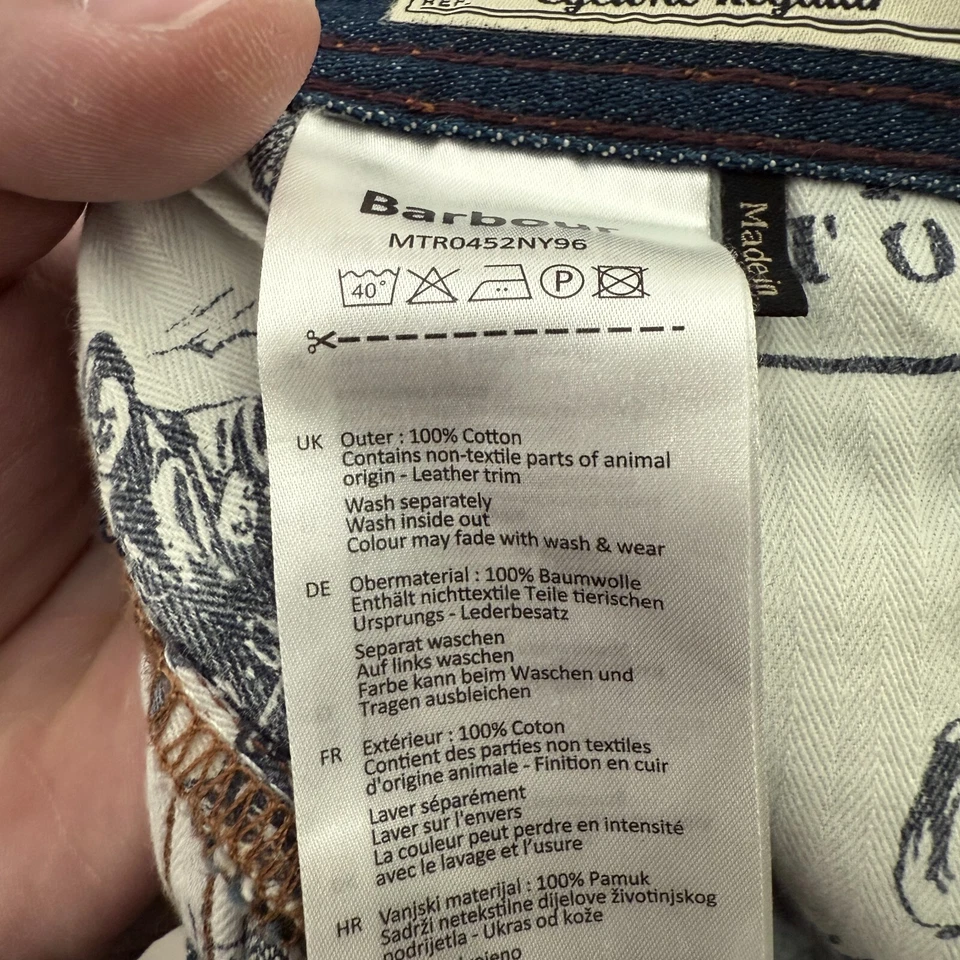 REF. Cyclone Regular
Barbour
MTR0452NY96
40°
P
Made in
TO
UK Outer : 100% Cotton
Contains non-textile parts of animal
origin - Leather trim
Wash separately
Wash inside out
Colour may fade with wash & wear
DE Obermaterial : 100% Baumwolle
Enthält nichttextile Teile tierischen
Ursprungs - Lederbesatz
Separat waschen
Auf links waschen
Farbe kann beim Waschen und
Tragen ausbleichen
FR Extérieur : 100% Coton
Contient des parties non textiles
d'origine animale - Finition en cuir
Laver séparément
Laver sur l'envers
La couleur peut perdre en intensité
avec le lavage et l'usure
HR Vanjski materijal : 100% Pamuk
Sadrži netekstilne dijelove životinjskog
podrijetla - Ukras od kože